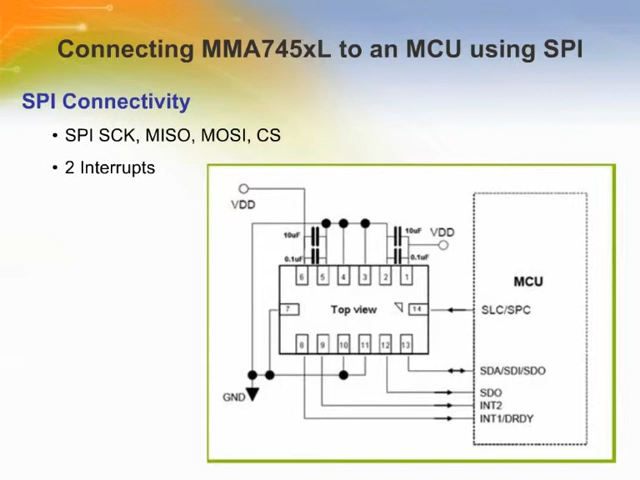 Connecting MMA745xL to an MCU using SPI
SPI Connectivity
• SPI SCK, MISO, MOSI, CS
• 2 Interrupts
VDD
10uF
10uF
VDD
0.1uF
0.1uF
6 5 4 3 2 1
MCU
7
Top view
14
SLC/SPC
8 9 10 11 12 13
SDA/SDI/SDO
GND
SDO
INT2
INT1/DRDY